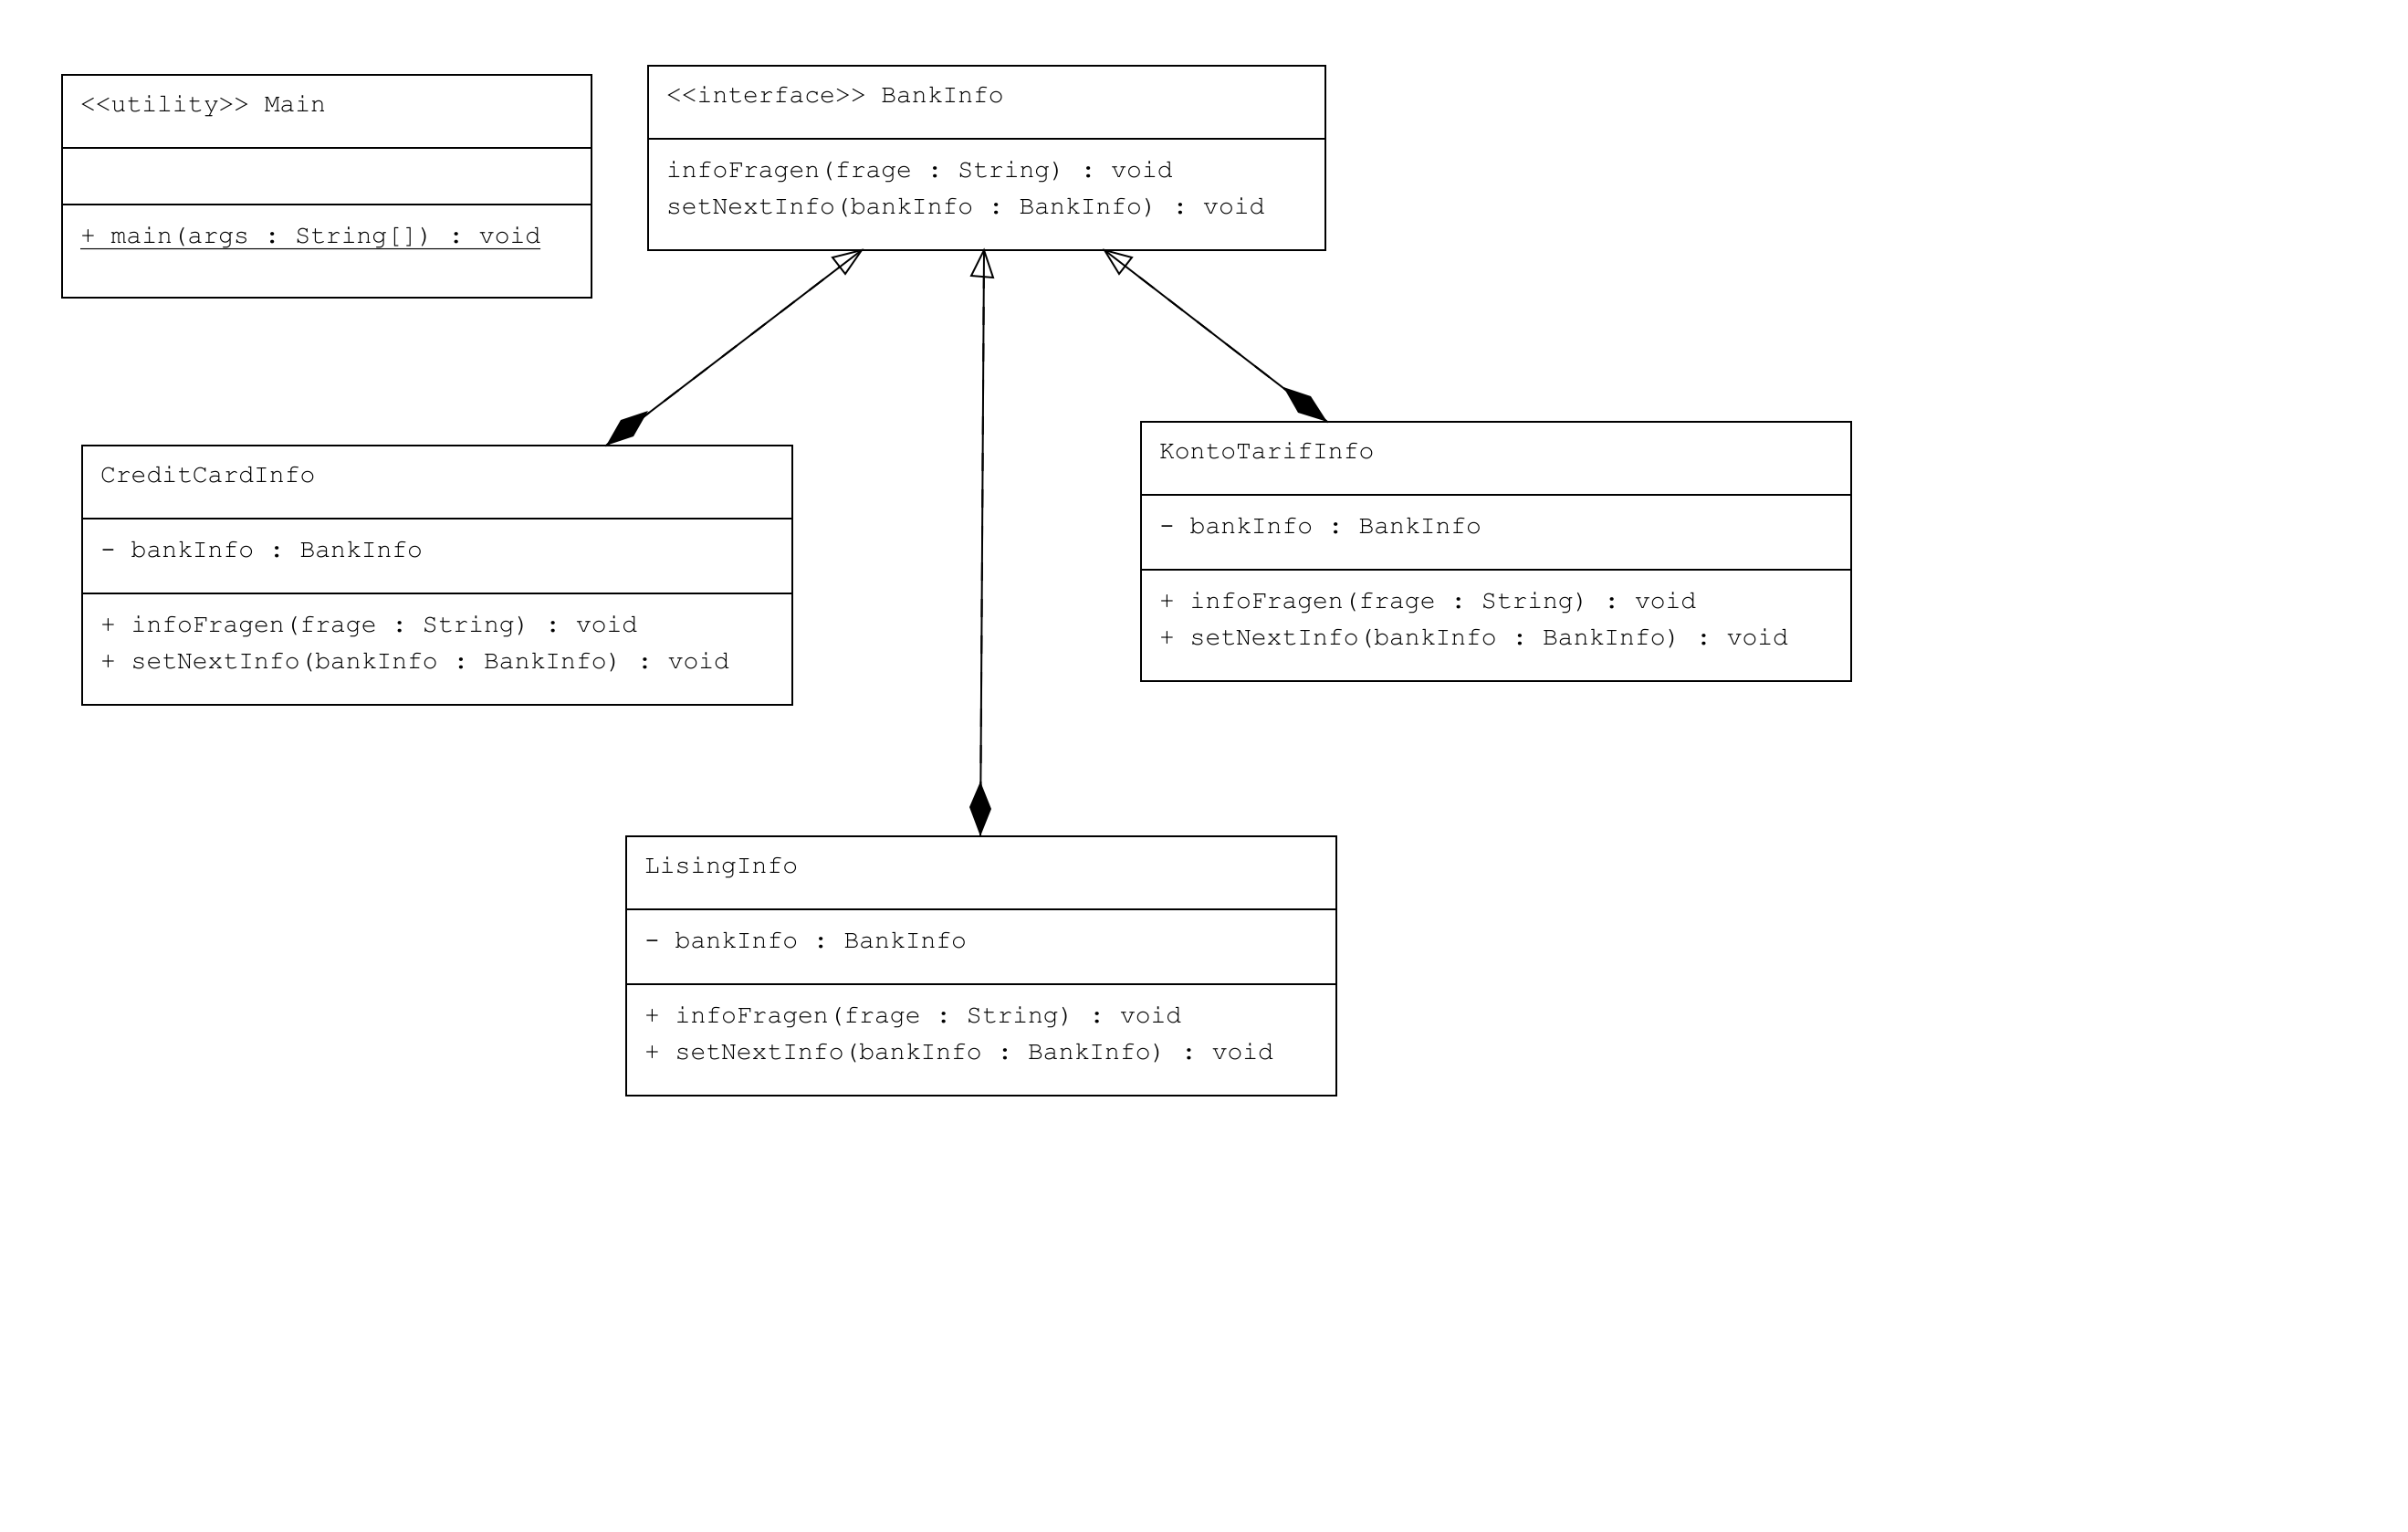 <<utility>> Main
+ main(args : String[]) : void
<<interface>> BankInfo
infoFragen(frage : String) : void
setNextInfo(bankInfo : BankInfo) : void
CreditCardInfo
- bankInfo : BankInfo
+ infoFragen(frage : String) : void
+ setNextInfo(bankInfo : BankInfo) : void
KontoTarifInfo
- bankInfo : BankInfo
+ infoFragen(frage : String) : void
+ setNextInfo(bankInfo : BankInfo) : void
LisingInfo
- bankInfo : BankInfo
+ infoFragen(frage : String) : void
+ setNextInfo(bankInfo : BankInfo) : void